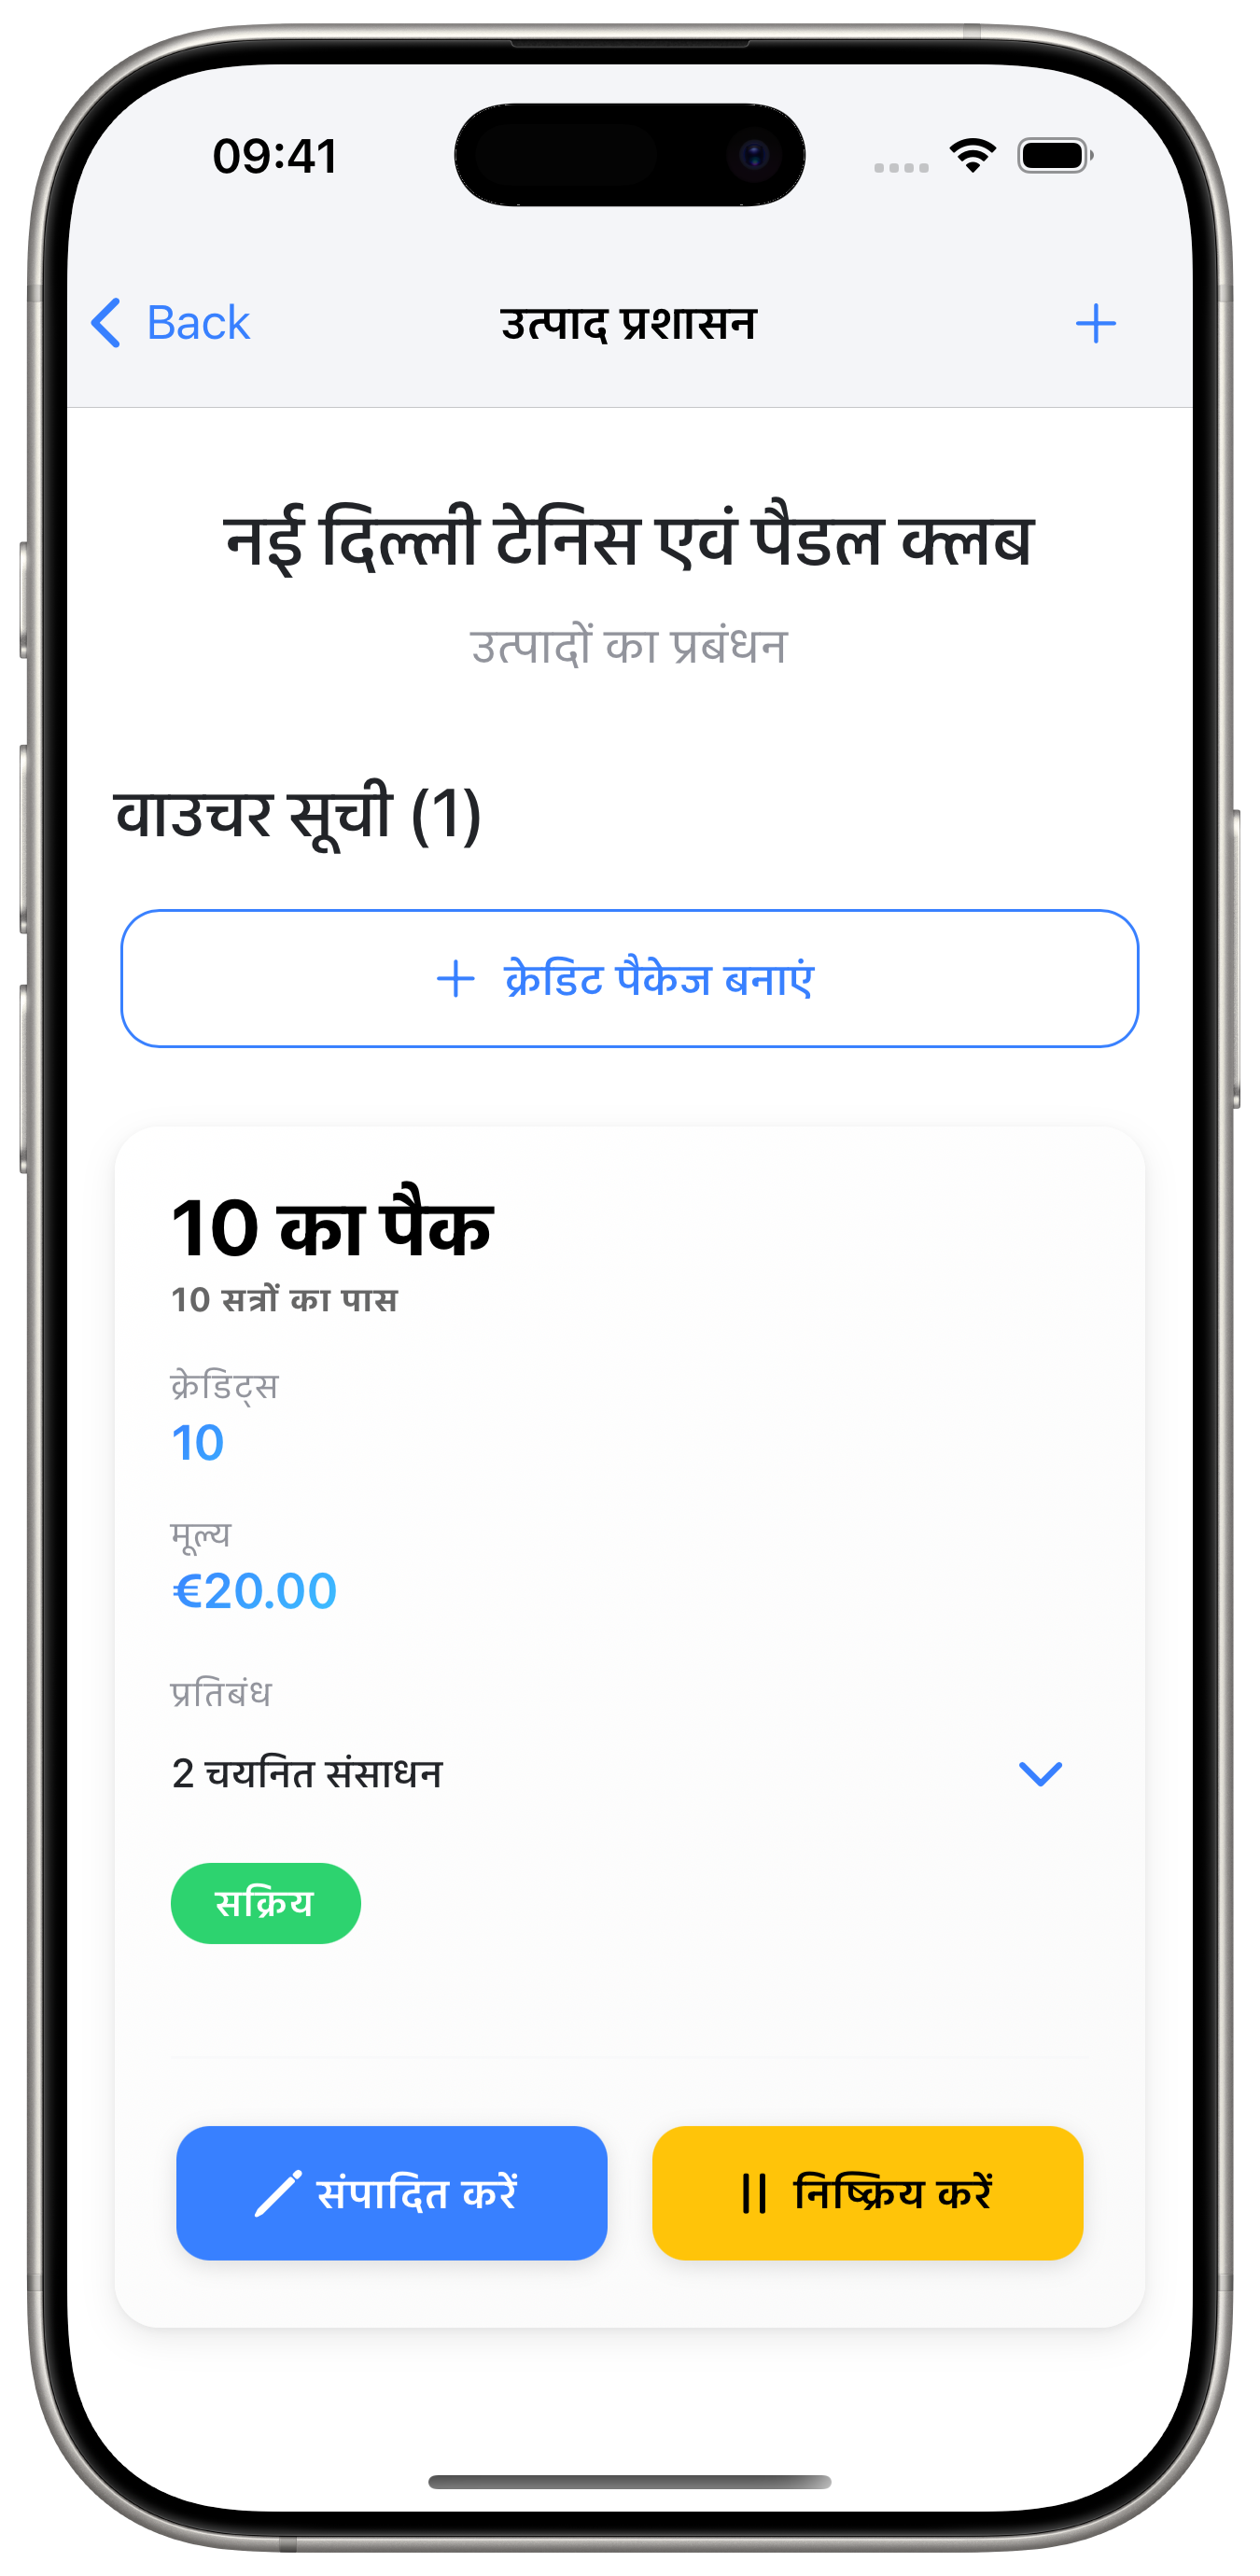 09:41
Back
उत्पाद प्रशासन
नई दिल्ली टेनिस एवं पैडल क्लब
उत्पादों का प्रबंधन
वाउचर सूची (1)
क्रेडिट पैकेज बनाएं
10 का पैक
10 सत्रों का पास
क्रेडिट्स
10
मूल्य
€20.00
प्रतिबंध
2 चयनित संसाधन
सक्रिय
संपादित करें
निष्क्रिय करें